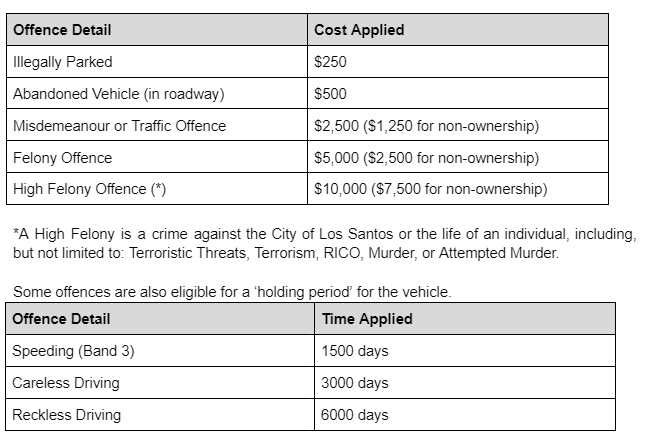 Offence Detail Cost Applied
Illegally Parked $250
Abandoned Vehicle (in roadway) $500
Misdemeanour or Traffic Offence $2,500 ($1,250 for non-ownership)
Felony Offence $5,000 ($2,500 for non-ownership)
High Felony Offence (*) $10,000 ($7,500 for non-ownership)
*A High Felony is a crime against the City of Los Santos or the life of an individual, including,
but not limited to: Terroristic Threats, Terrorism, RICO, Murder, or Attempted Murder.
Some offences are also eligible for a ‘holding period’ for the vehicle.
Offence Detail Time Applied
Speeding (Band 3) 1500 days
Careless Driving 3000 days
Reckless Driving 6000 days